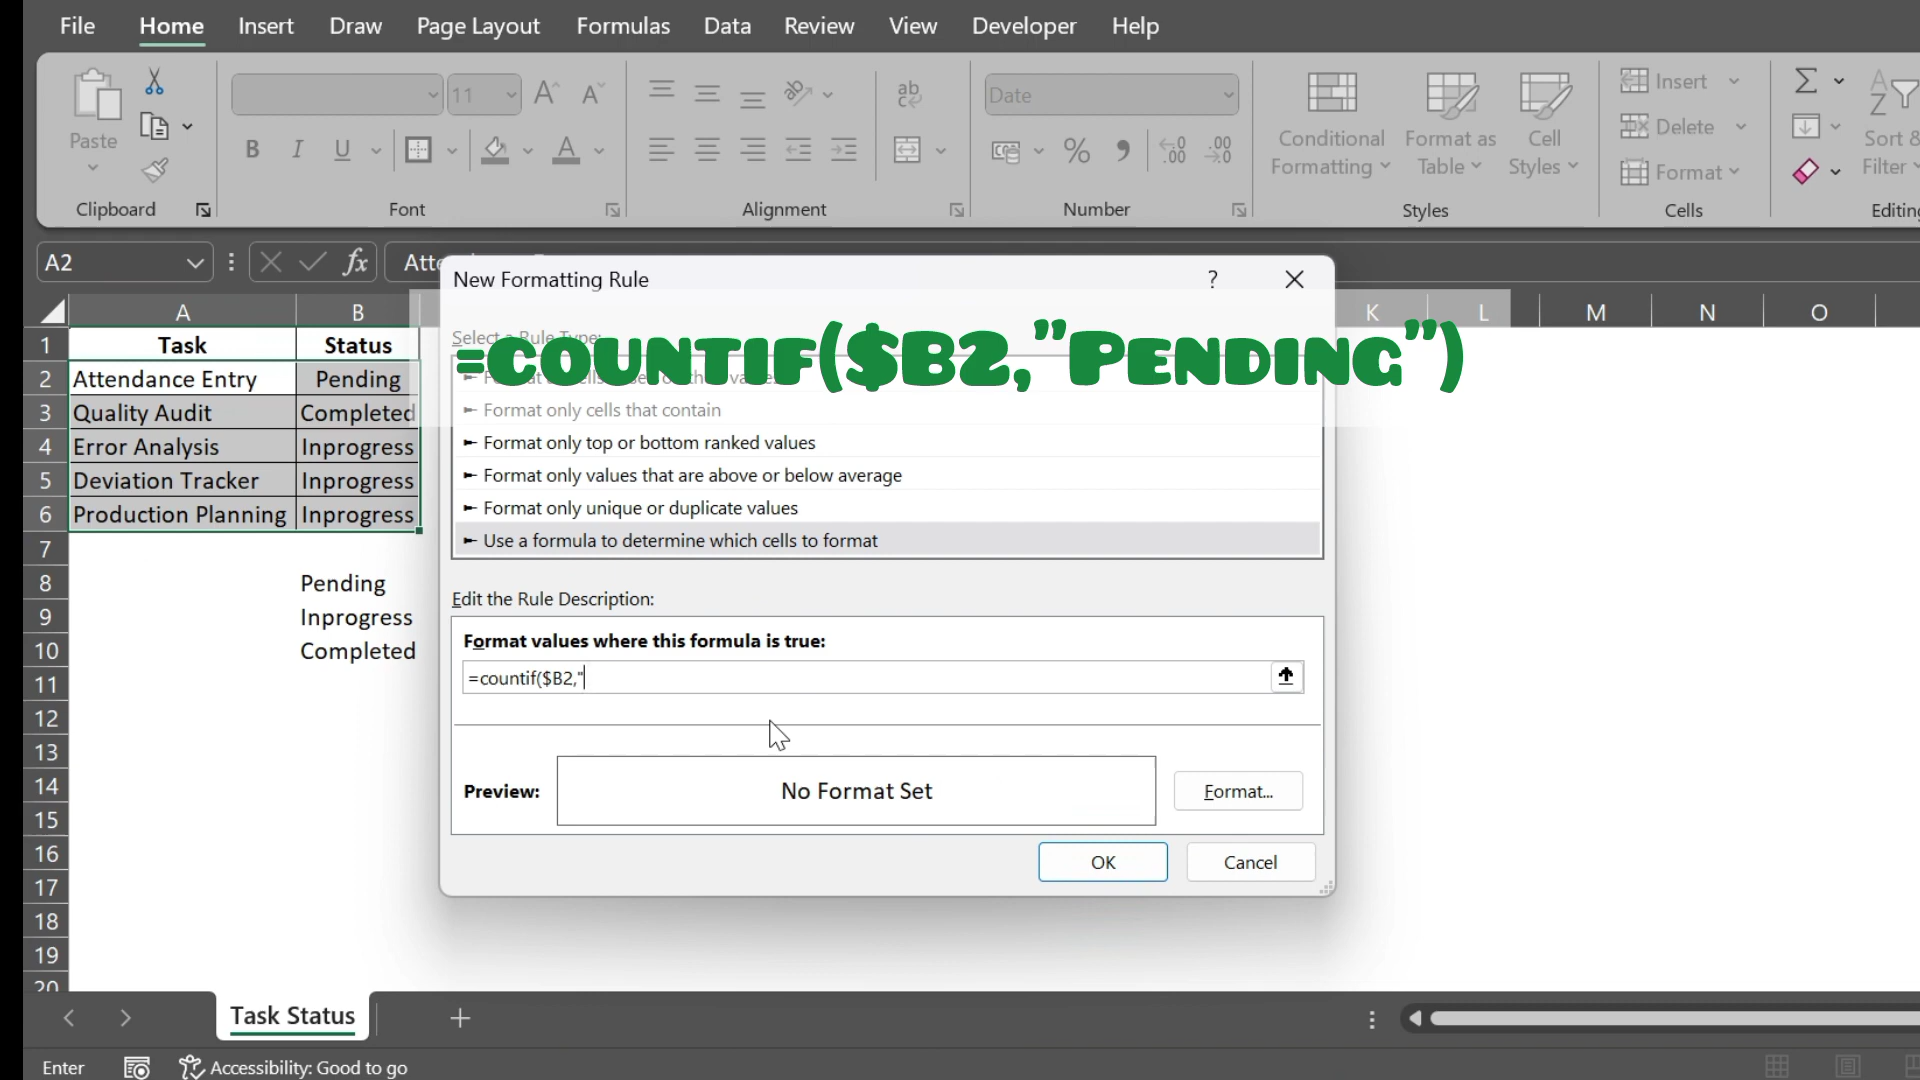 File Home Insert Draw Page Layout Formulas Data Review View Developer Help
Paste
11
Date
Conditional Formatting
Format as Table
Cell Styles
Insert
Delete
Format
Sort &
Filter
Clipboard Font Alignment Number Styles Cells
A2
New Formatting Rule
A B K L M N O
Select a Rule Type:
=COUNTIF($B2,"PENDING")
Format only cells that contain
Format only top or bottom ranked values
Format only values that are above or below average
Format only unique or duplicate values
Use a formula to determine which cells to format
1 Task Status
2 Attendance Entry Pending
3 Quality Audit Completed
4 Error Analysis Inprogress
5 Deviation Tracker Inprogress
6 Production Planning Inprogress
7
8 Pending
9 Inprogress
10 Completed
11
12
13
14
15
16
17
18
19
20
Edit the Rule Description:
Format values where this formula is true:
=countif($B2,"
Preview: No Format Set Format...
OK Cancel
Task Status
Enter Accessibility: Good to go